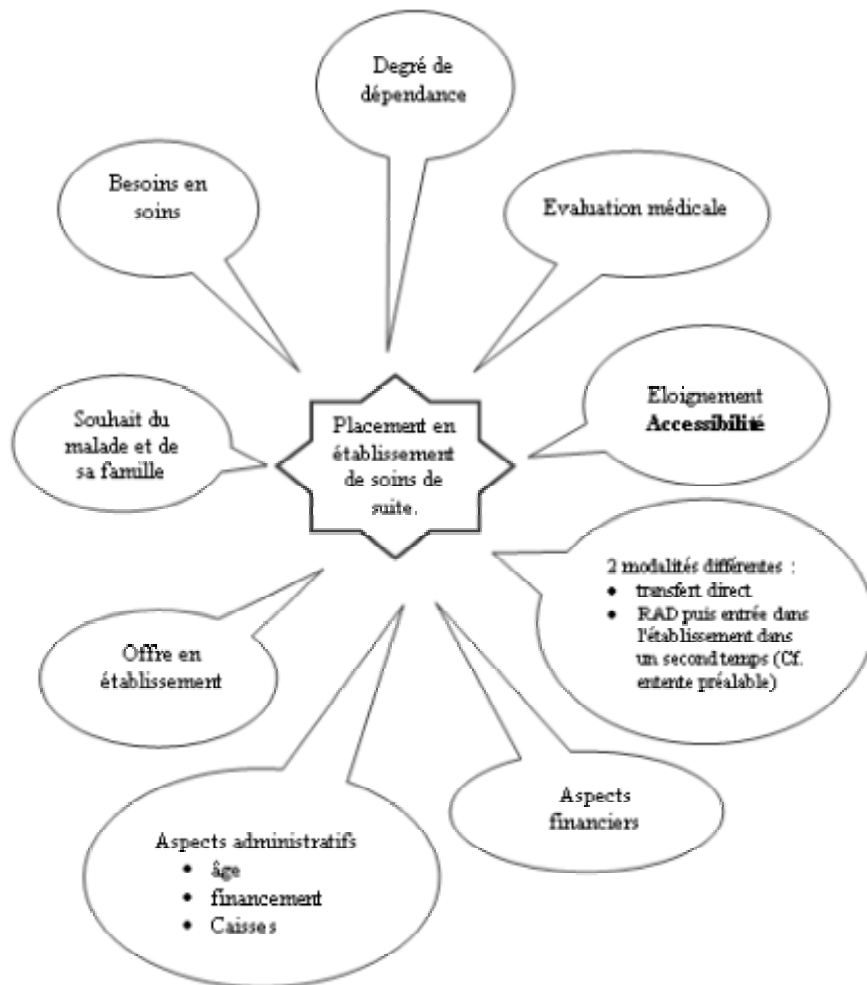 Degré de
dépendance
Besoins en
soins
Evaluation médicale
Souhait du
malade et de
sa famille
Placement en
établissement
de soins de
suite.
Eloignement
Accessibilité
2 modalités différentes :
• transfert direct
• RAD puis entrée dans
l'établissement dans
un second temps (Cf.
entente préalable)
Offre en
établissement
Aspects
financiers
Aspects administratifs
• âge
• financement
• Caisses